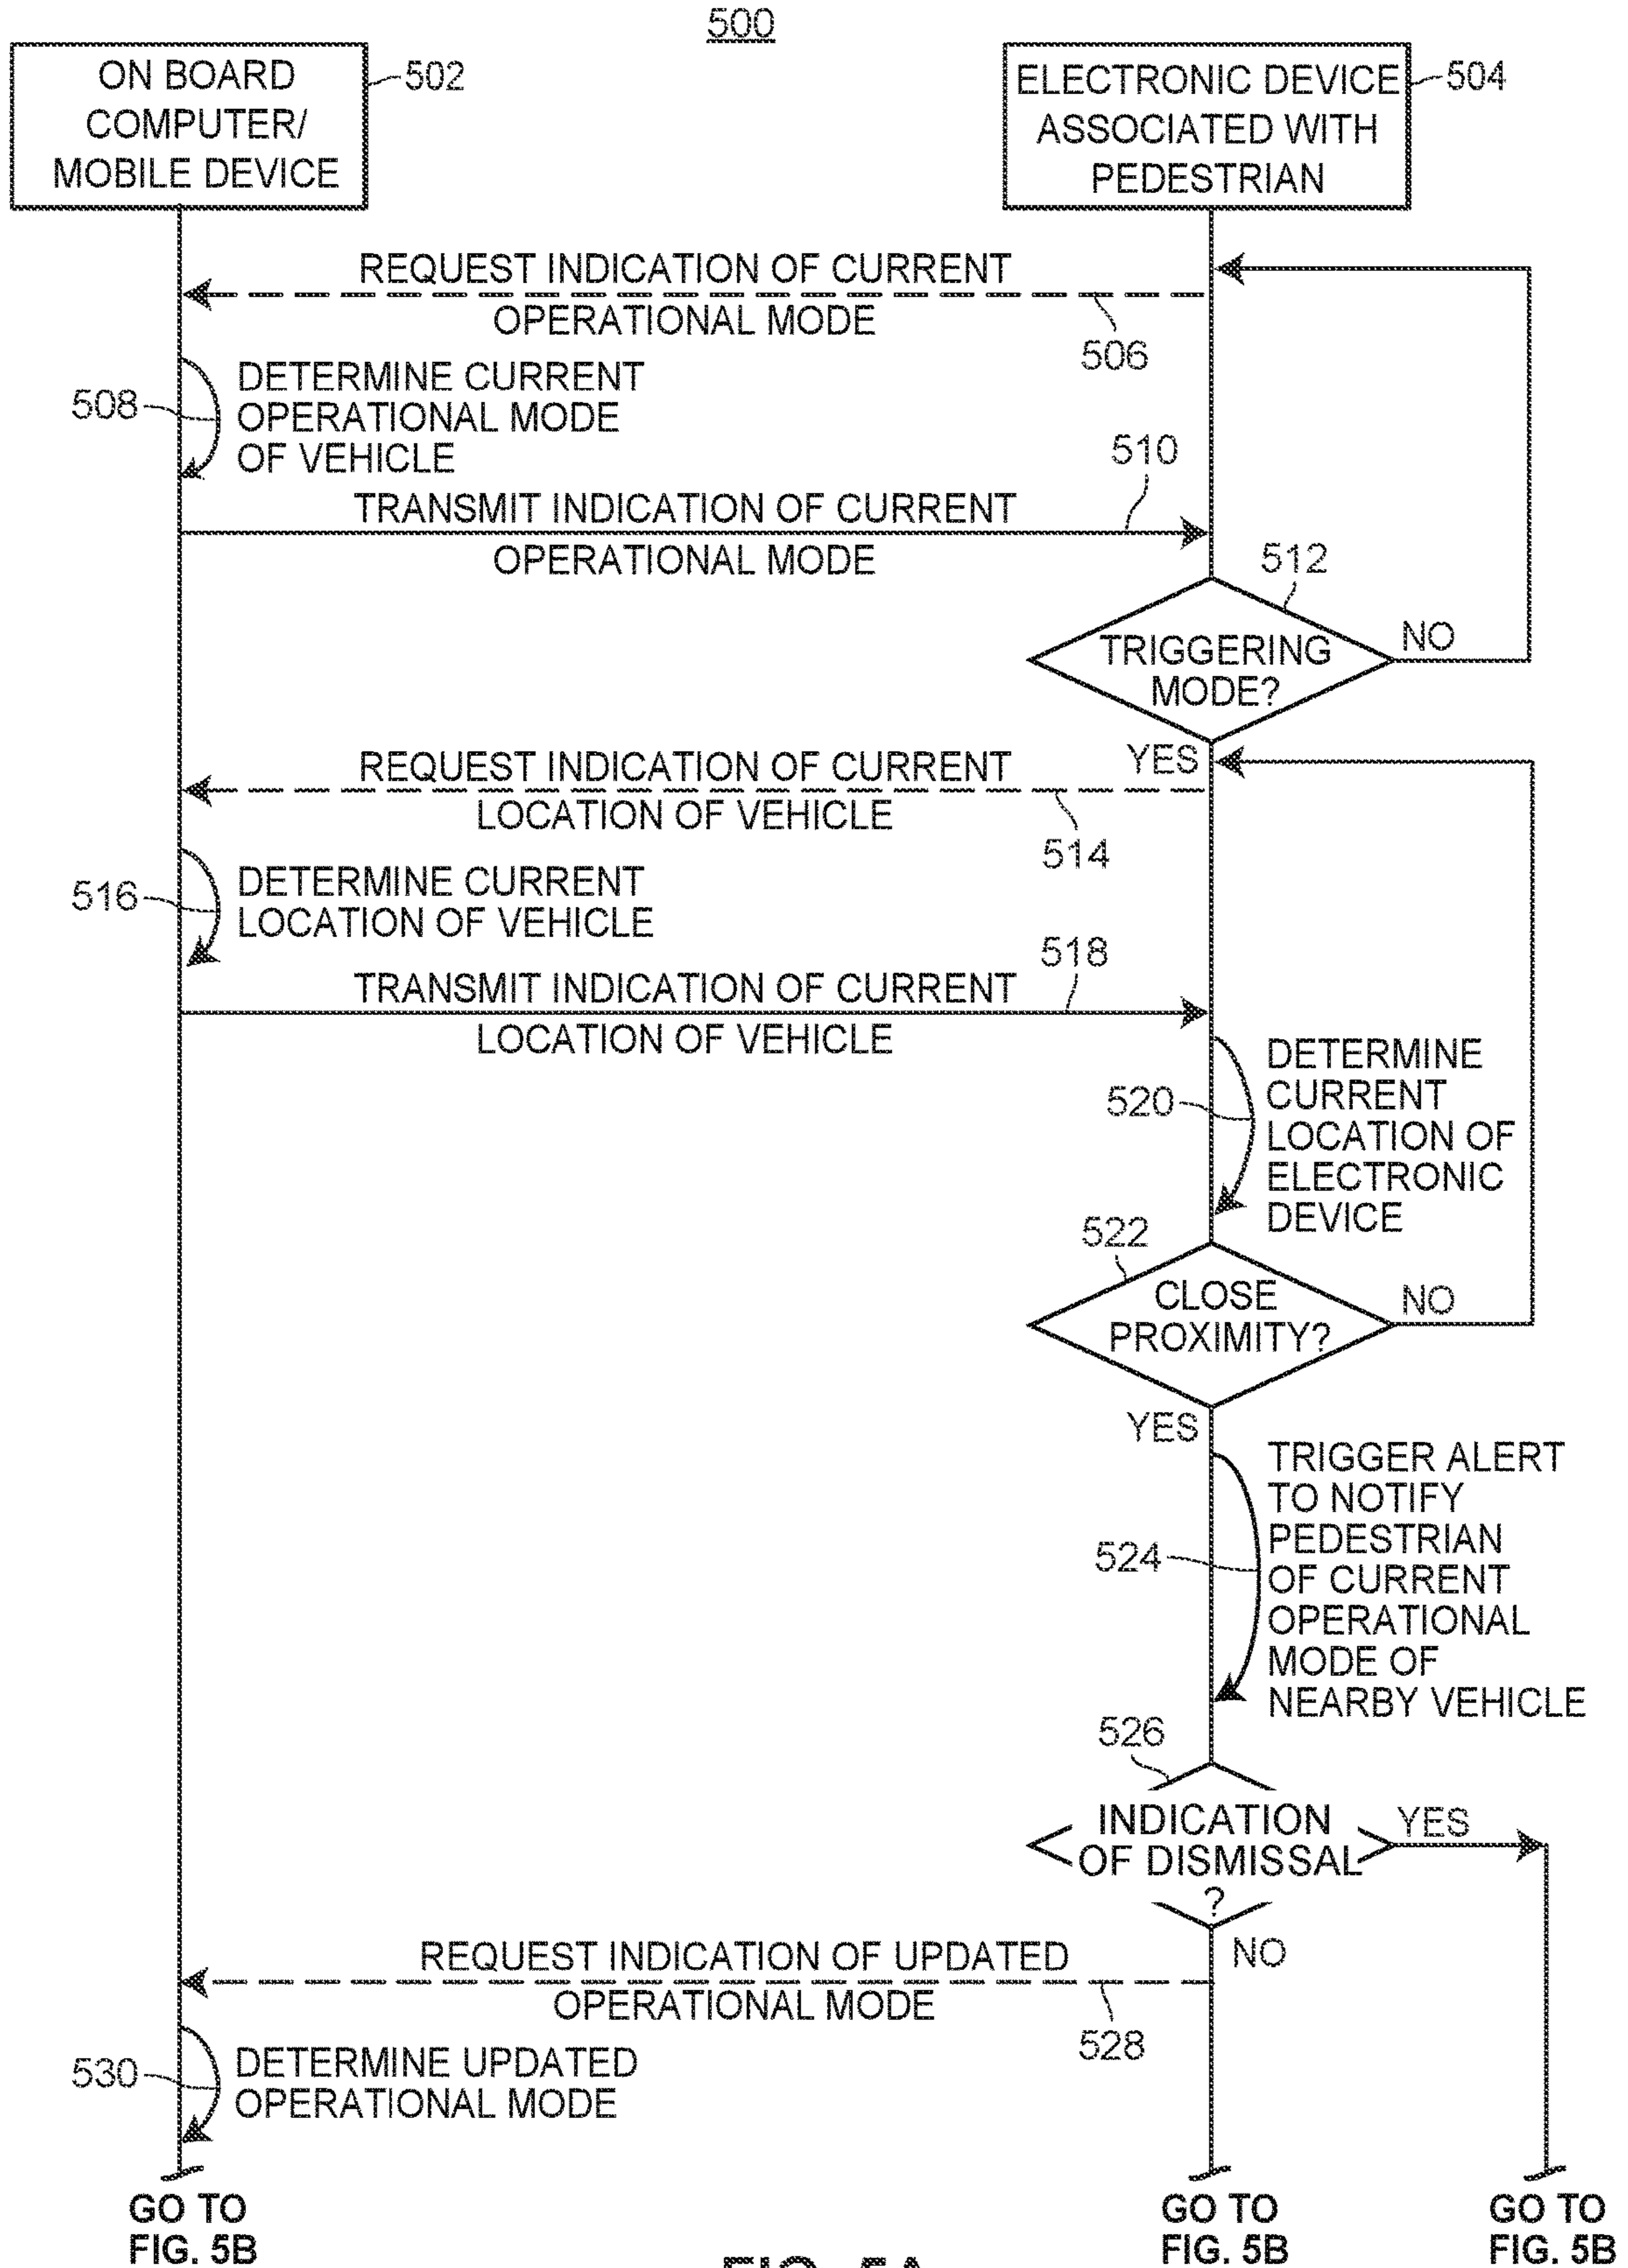 500
ON BOARD
COMPUTER/
MOBILE DEVICE
502
ELECTRONIC DEVICE
ASSOCIATED WITH
PEDESTRIAN
504
REQUEST INDICATION OF CURRENT
OPERATIONAL MODE
506
508
DETERMINE CURRENT
OPERATIONAL MODE
OF VEHICLE
510
TRANSMIT INDICATION OF CURRENT
OPERATIONAL MODE
512
TRIGGERING
MODE?
NO
YES
REQUEST INDICATION OF CURRENT
LOCATION OF VEHICLE
514
516
DETERMINE CURRENT
LOCATION OF VEHICLE
518
TRANSMIT INDICATION OF CURRENT
LOCATION OF VEHICLE
520
DETERMINE
CURRENT
LOCATION OF
ELECTRONIC
DEVICE
522
CLOSE
PROXIMITY?
NO
YES
524
TRIGGER ALERT
TO NOTIFY
PEDESTRIAN
OF CURRENT
OPERATIONAL
MODE OF
NEARBY VEHICLE
526
INDICATION
OF DISMISSAL
?
YES
NO
REQUEST INDICATION OF UPDATED
OPERATIONAL MODE
528
530
DETERMINE UPDATED
OPERATIONAL MODE
GO TO
FIG. 5B
GO TO
FIG. 5B
GO TO
FIG. 5B
FIG. 5A